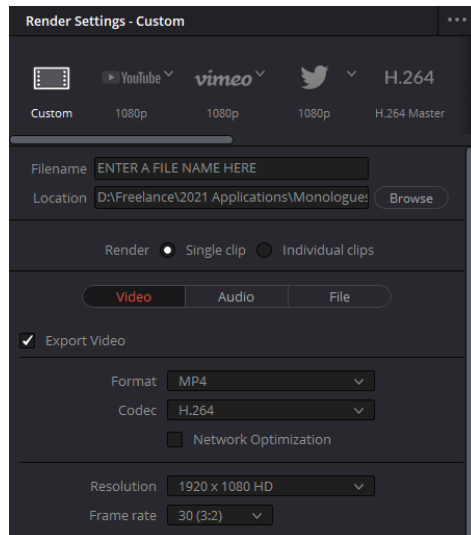 Render Settings - Custom
YouTube vimeo H.264
Custom 1080p 1080p 1080p H.264 Master
Filename ENTER A FILE NAME HERE
Location D:\Freelance\2021 Applications\Monologues Browse
Render Single clip Individual clips
Video Audio File
Export Video
Format MP4
Codec H.264
Network Optimization
Resolution 1920 x 1080 HD
Frame rate 30 (3:2)